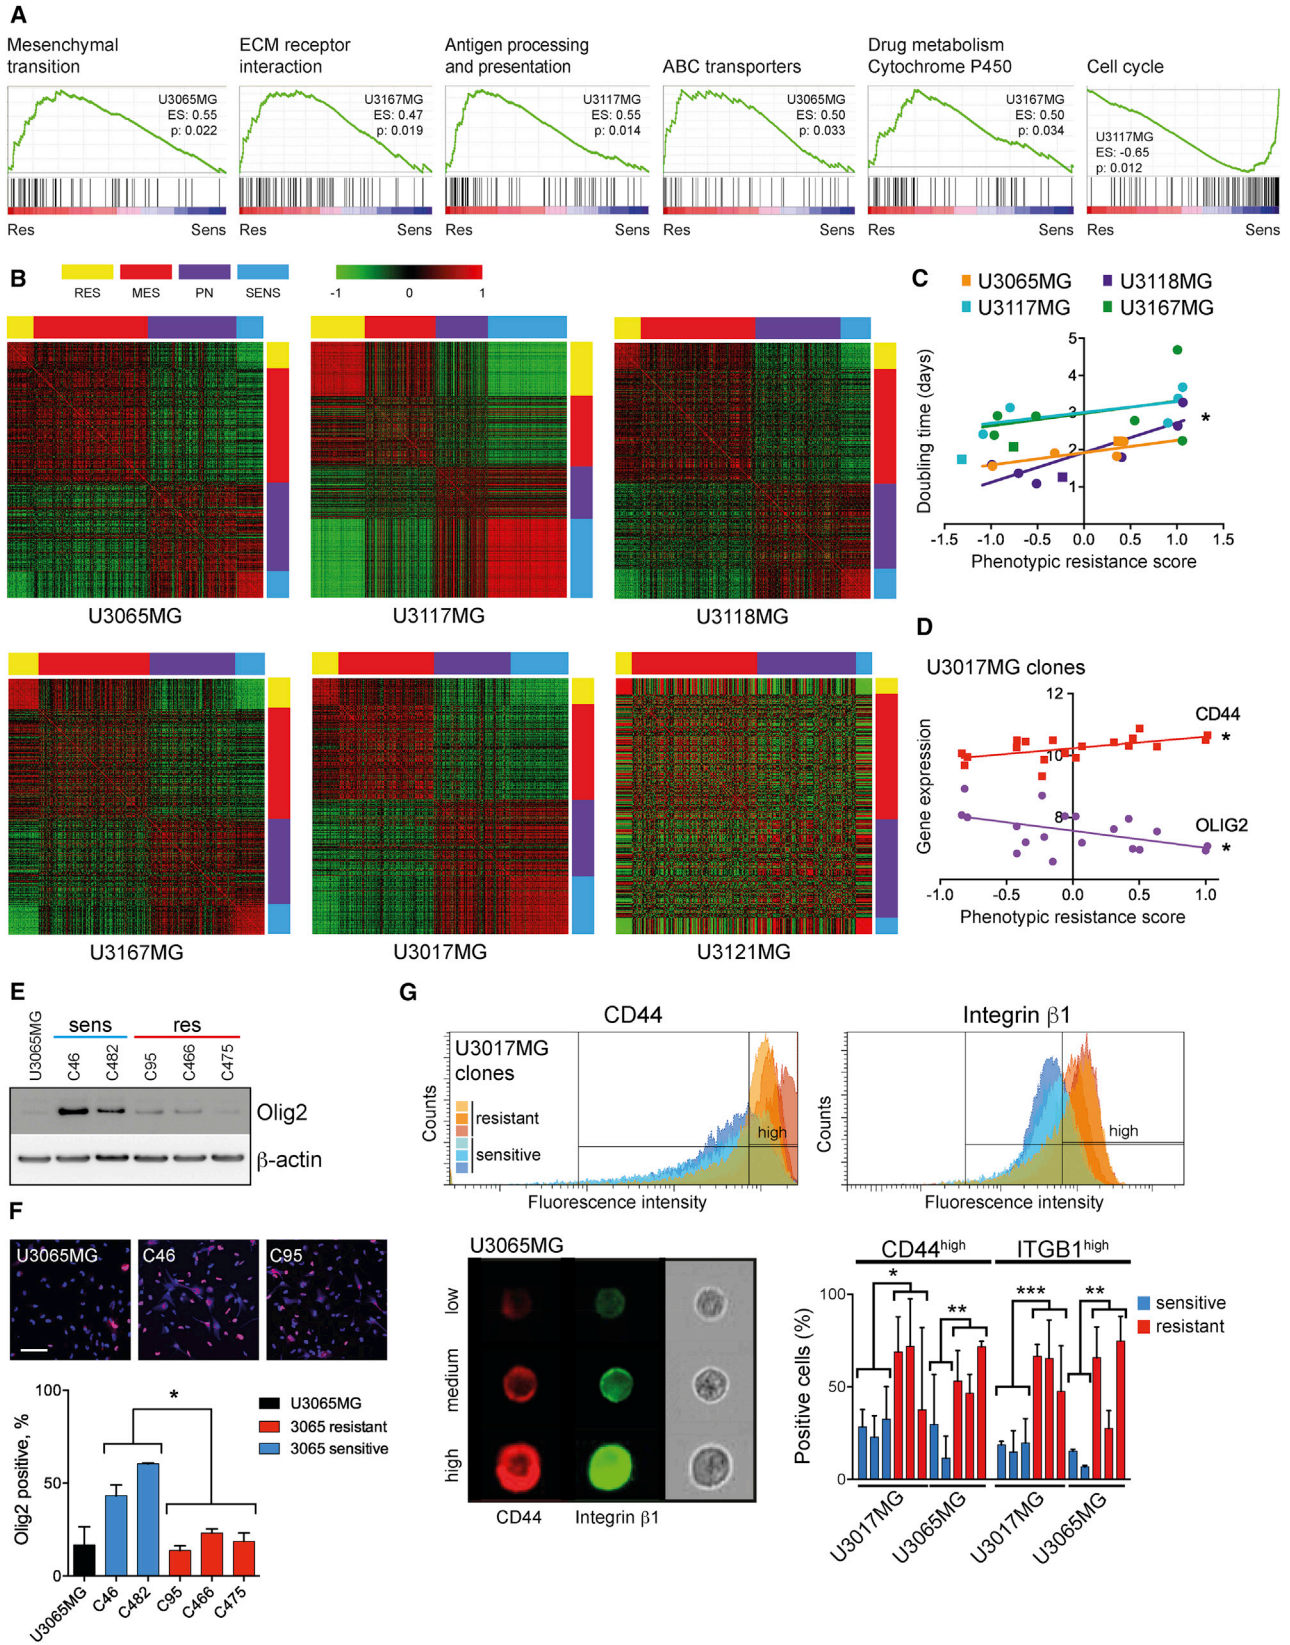 A
Mesenchymal
transition
U3065MG
ES: 0.55
p: 0.022
Res
Sens
ECM receptor
interaction
U3167MG
ES: 0.47
p: 0.019
Res
Sens
Antigen processing
and presentation
U3117MG
ES: 0.55
p: 0.014
Res
Sens
ABC transporters
U3065MG
ES: 0.50
p: 0.033
Res
Sens
Drug metabolism
Cytochrome P450
U3167MG
ES: 0.50
p: 0.034
Res
Sens
Cell cycle
U3117MG
ES: -0.65
p: 0.012
Res
Sens
B
RES
MES
PN
SENS
-1
0
1
U3065MG
U3117MG
U3118MG
U3167MG
U3017MG
U3121MG
C
U3065MG
U3118MG
U3117MG
U3167MG
Doubling time (days)
5
4
3
2
1
*
-1.5
-1.0
-0.5
0.0
0.5
1.0
1.5
Phenotypic resistance score
D
U3017MG clones
Gene expression
12
10
8
CD44
*
OLIG2
*
-1.0
-0.5
0.0
0.5
1.0
Phenotypic resistance score
E
sens
res
U3065MG
C46
C482
C95
C466
C475
Olig2
β-actin
F
U3065MG
C46
C95
Olig2 positive, %
100
50
0
*
U3065MG
3065 resistant
3065 sensitive
U3065MG
C46
C482
C95
C466
C475
G
CD44
U3017MG
clones
resistant
sensitive
high
Counts
Fluorescence intensity
Integrin β1
high
Counts
Fluorescence intensity
U3065MG
low
medium
high
CD44
Integrin β1
CD44high
ITGB1high
Positive cells (%)
100
50
0
*
**
***
**
sensitive
resistant
U3017MG
U3065MG
U3017MG
U3065MG